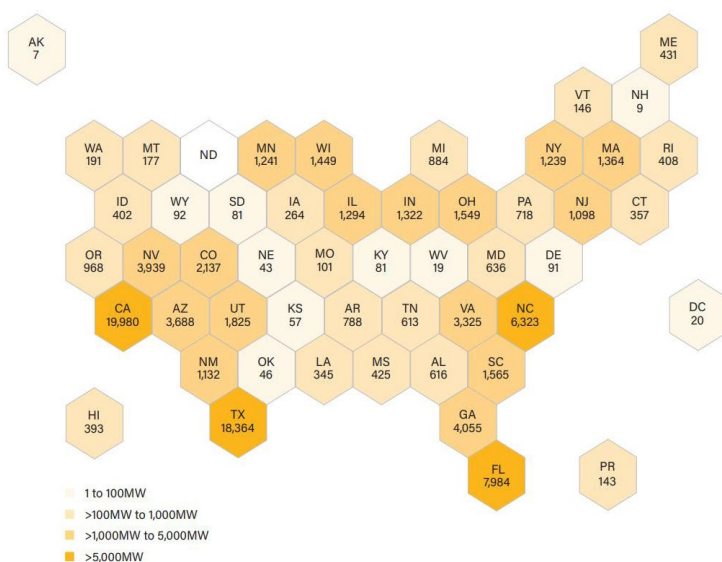 AK
7
ME
431
VT
146
NH
9
WA
191
MT
177
ND
MN
1,241
WI
1,449
MI
884
NY
1,239
MA
1,364
RI
408
ID
402
WY
92
SD
81
IA
264
IL
1,294
IN
1,322
OH
1,549
PA
718
NJ
1,098
CT
357
OR
968
NV
3,939
CO
2,137
NE
43
MO
101
KY
81
WV
19
MD
636
DE
91
CA
19,980
AZ
3,688
UT
1,825
KS
57
AR
788
TN
613
VA
3,325
NC
6,323
DC
20
NM
1,132
OK
46
LA
345
MS
425
AL
616
SC
1,565
HI
393
TX
18,364
GA
4,055
FL
7,984
PR
143
1 to 100MW
>100MW to 1,000MW
>1,000MW to 5,000MW
>5,000MW